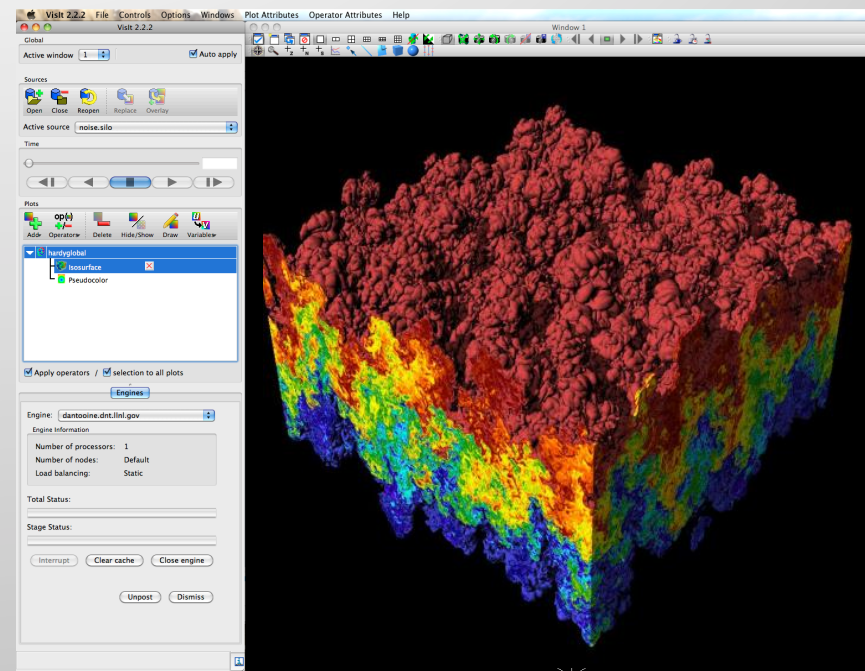 VisIt 2.2.2 File Controls Options Windows Plot Attributes Operator Attributes Help
VisIt 2.2.2
Window 1
Global
Active window 1
Auto apply
Sources
Open Close Reopen Replace Overlay
Active source noise.silo
Time
Plots
op(u)
+/-
Add Operators Delete Hide/Show Draw Variables
hardyglobal
Isosurface
Pseudocolor
Apply operators / selection to all plots
Engines
Engine: dantooine.dnt.llnl.gov
Engine Information
Number of processors: 1
Number of nodes: Default
Load balancing: Static
Total Status:
Stage Status:
Interrupt Clear cache Close engine
Unpost Dismiss